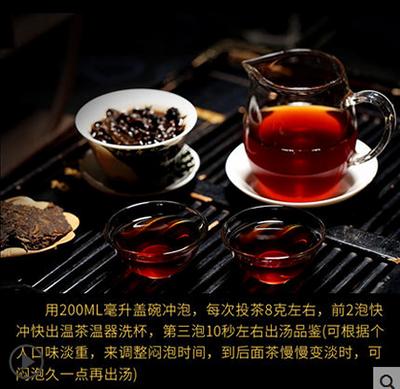 用200ML毫升盖碗冲泡，每次投茶8克左右，前2泡快
冲快出温茶温器洗杯，第三泡10秒左右出汤品鉴(可根据个
人口味淡重，来调整闷泡时间，到后面茶慢慢变淡时，可
闷泡久一点再出汤)